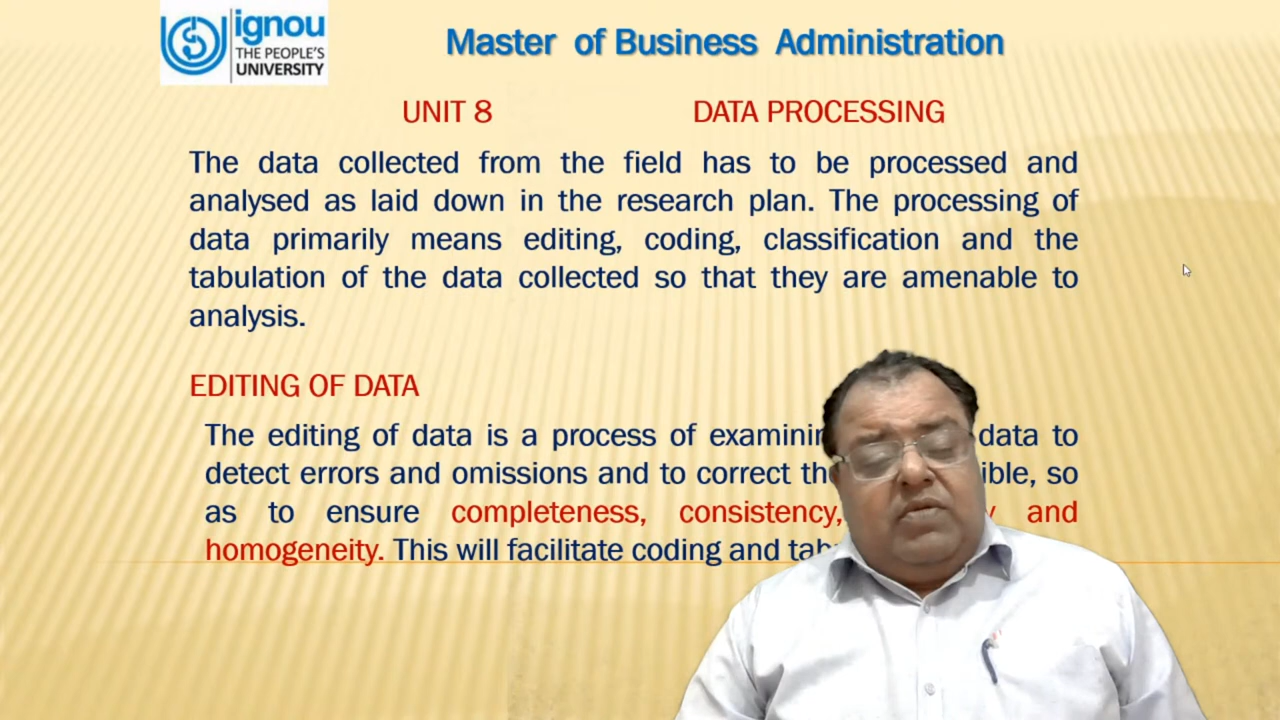 ignou
THE PEOPLE'S
UNIVERSITY
Master of Business Administration
UNIT 8 DATA PROCESSING
The data collected from the field has to be processed and
analysed as laid down in the research plan. The processing of
data primarily means editing, coding, classification and the
tabulation of the data collected so that they are amenable to
analysis.
EDITING OF DATA
The editing of data is a process of data to
detect errors and omissions and to correct so
as to ensure completeness, consistency, and
homogeneity. This will facilitate coding and